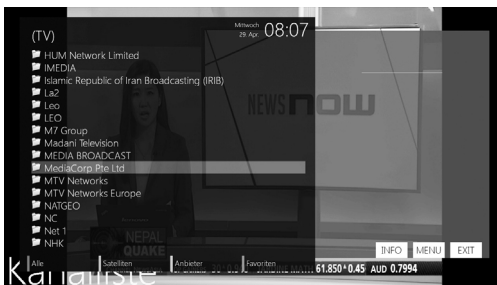 (TV)
Mittwoch
29. Apr. 08:07
HUM Network Limited
IMEDIA
Islamic Republic of Iran Broadcasting (IRIB)
La2
Leo
LEO
M7 Group
Madani Television
MEDIA BROADCAST
MediaCorp Pte Ltd
MTV Networks
MTV Networks Europe
NATGEO
NC
Net 1
NHK
NEWS now
NEPAL
QUAKE
INFO
MENU
EXIT
Alle
Satelliten
Anbieter
Favoriten
Kanalliste
61.850 0.45 AUD 0.7994